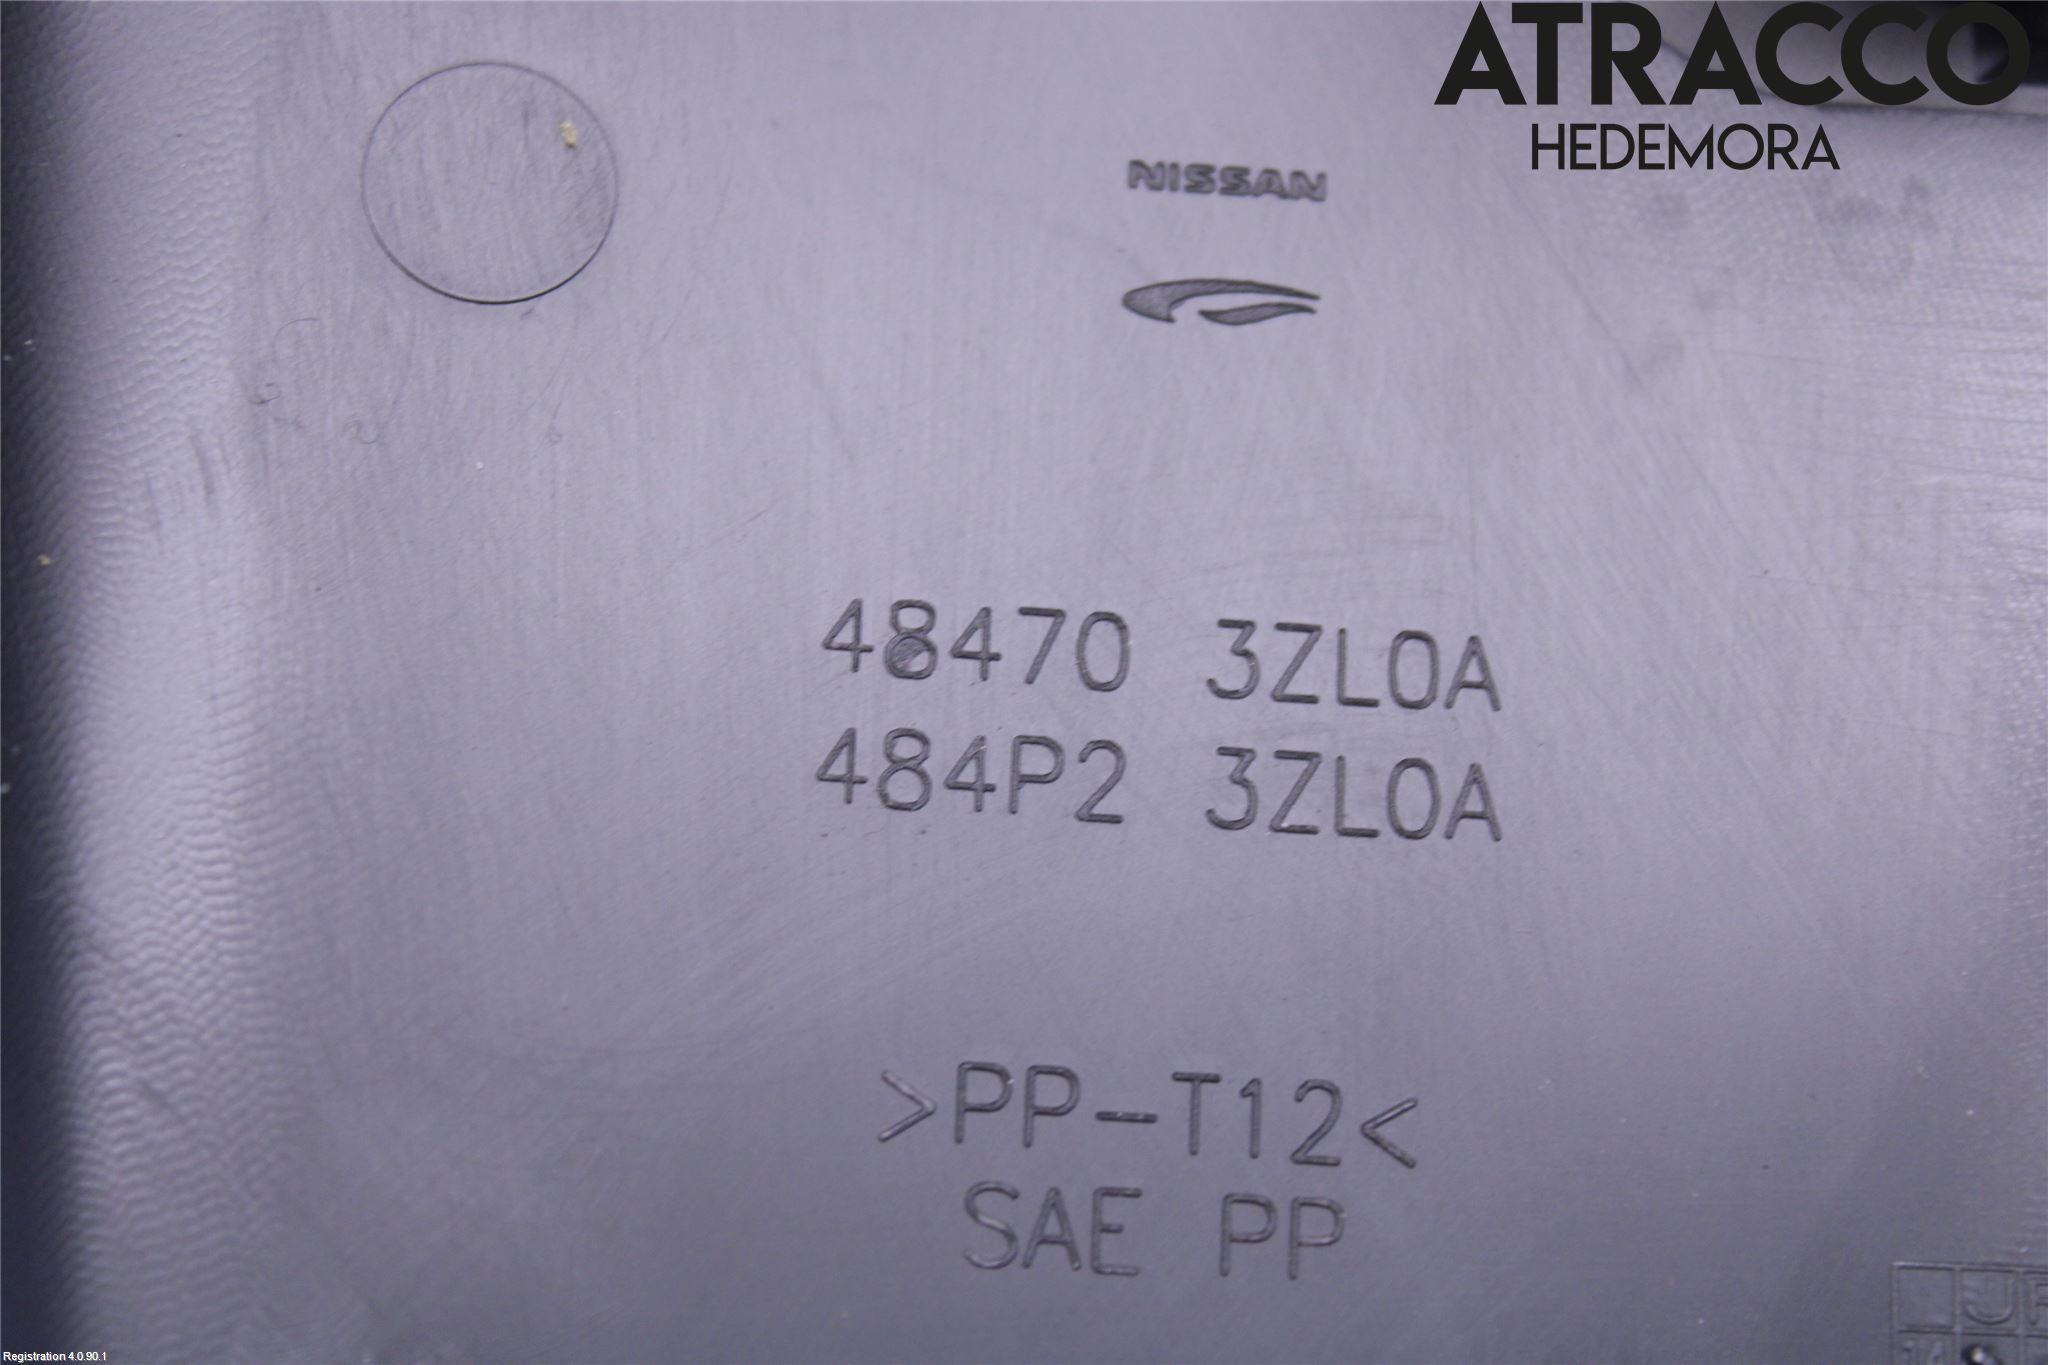 ATRACCO
HEDEMORA
NISSAN
48470 3ZL0A
484P2 3ZL0A
>PP-T12<
SAE PP
Registration 4.0.90.1